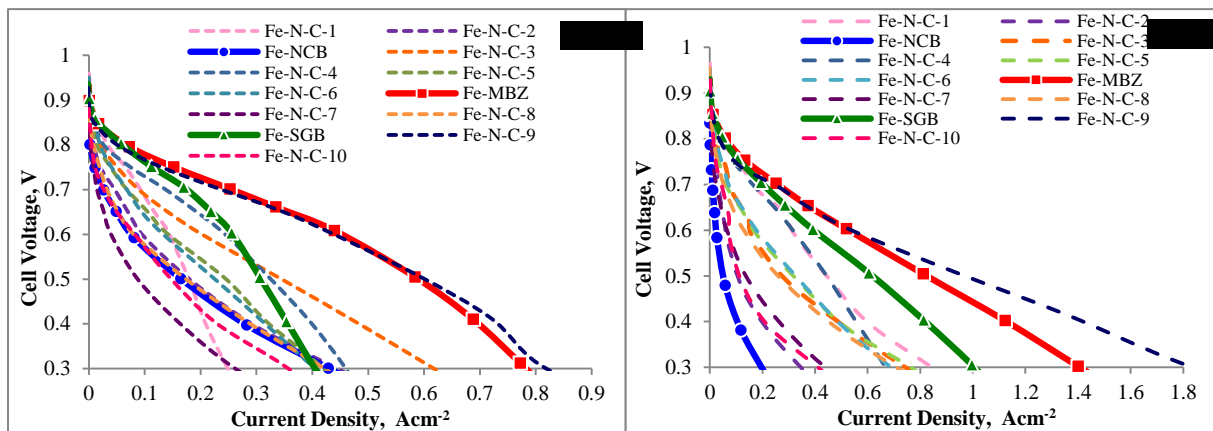 Fe-N-C-1 Fe-N-C-2
Fe-NCB Fe-N-C-3
Fe-N-C-4 Fe-N-C-5
Fe-N-C-6 Fe-MBZ
Fe-N-C-7 Fe-N-C-8
Fe-SGB Fe-N-C-9
Fe-N-C-10
1
0.9
0.8
0.7
0.6
0.5
0.4
0.3
Cell Voltage, V
0 0.1 0.2 0.3 0.4 0.5 0.6 0.7 0.8 0.9
Current Density, Acm-2
Fe-N-C-1 Fe-N-C-2
Fe-NCB Fe-N-C-3
Fe-N-C-4 Fe-N-C-5
Fe-N-C-6 Fe-MBZ
Fe-N-C-7 Fe-N-C-8
Fe-SGB Fe-N-C-9
Fe-N-C-10
1
0.9
0.8
0.7
0.6
0.5
0.4
0.3
Cell Voltage, V
0 0.2 0.4 0.6 0.8 1 1.2 1.4 1.6 1.8
Current Density, Acm-2